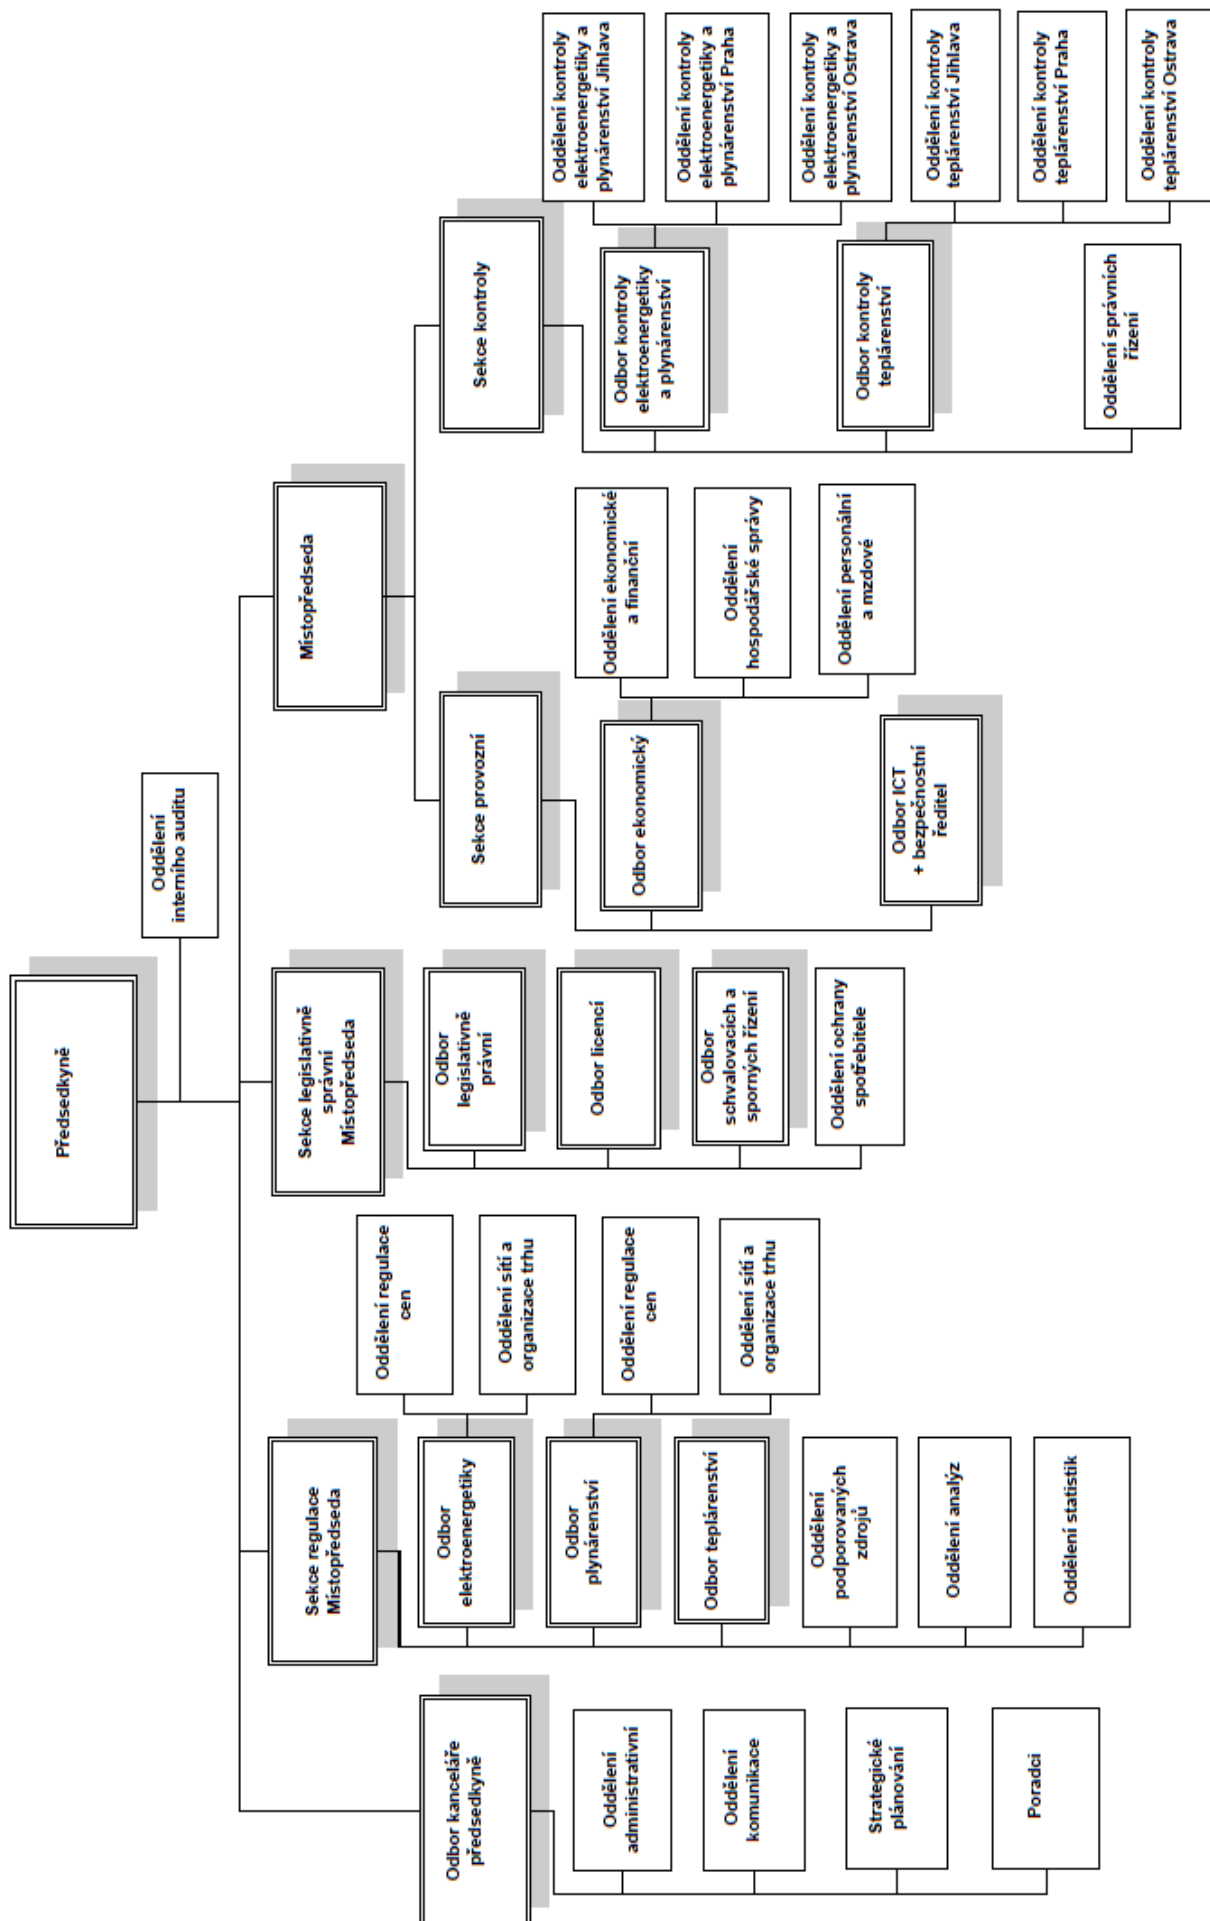 Předsedkyně
Oddělení
interního auditu
Odbor kanceláře
předsedkyně
Oddělení
administrativní
Oddělení
komunikace
Strategické
plánování
Poradci
Sekce regulace
Místopředseda
Odbor
elektroenergetiky
Oddělení regulace
cen
Oddělení sítí a
organizace trhu
Odbor
plynárenství
Oddělení regulace
cen
Oddělení sítí a
organizace trhu
Odbor teplárenství
Oddělení
podporovaných
zdrojů
Oddělení analýz
Oddělení statistik
Sekce legislativně
správní
Místopředseda
Odbor
legislativně
právní
Odbor licencí
Odbor
schvalovacích a
sporných řízení
Oddělení ochrany
spotřebitele
Místopředseda
Sekce provozní
Odbor ekonomický
Oddělení ekonomické
a finanční
Oddělení
hospodářské správy
Oddělení personální
a mzdové
Odbor ICT
+ bezpečnostní
ředitel
Sekce kontroly
Odbor kontroly
elektroenergetiky
a plynárenství
Oddělení kontroly
elektroenergetiky a
plynárenství Jihlava
Oddělení kontroly
elektroenergetiky a
plynárenství Praha
Oddělení kontroly
elektroenergetiky a
plynárenství Ostrava
Odbor kontroly
teplárenství
Oddělení kontroly
teplárenství Jihlava
Oddělení kontroly
teplárenství Praha
Oddělení kontroly
teplárenství Ostrava
Oddělení správních
řízení